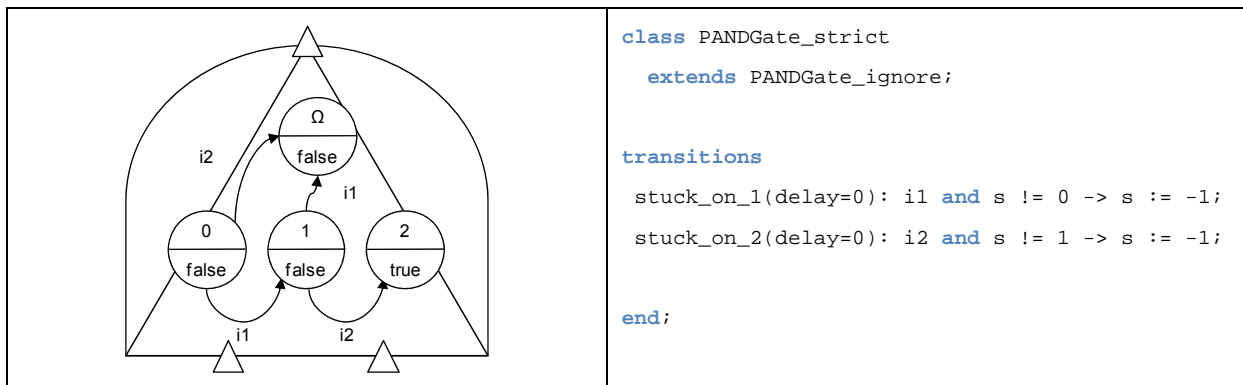 Ω
false
i2
i1
0
false
1
false
2
true
i1
i2
class PANDGate_strict
extends PANDGate_ignore;
transitions
stuck_on_1(delay=0): i1 and s != 0 -> s := -1;
stuck_on_2(delay=0): i2 and s != 1 -> s := -1;
end;